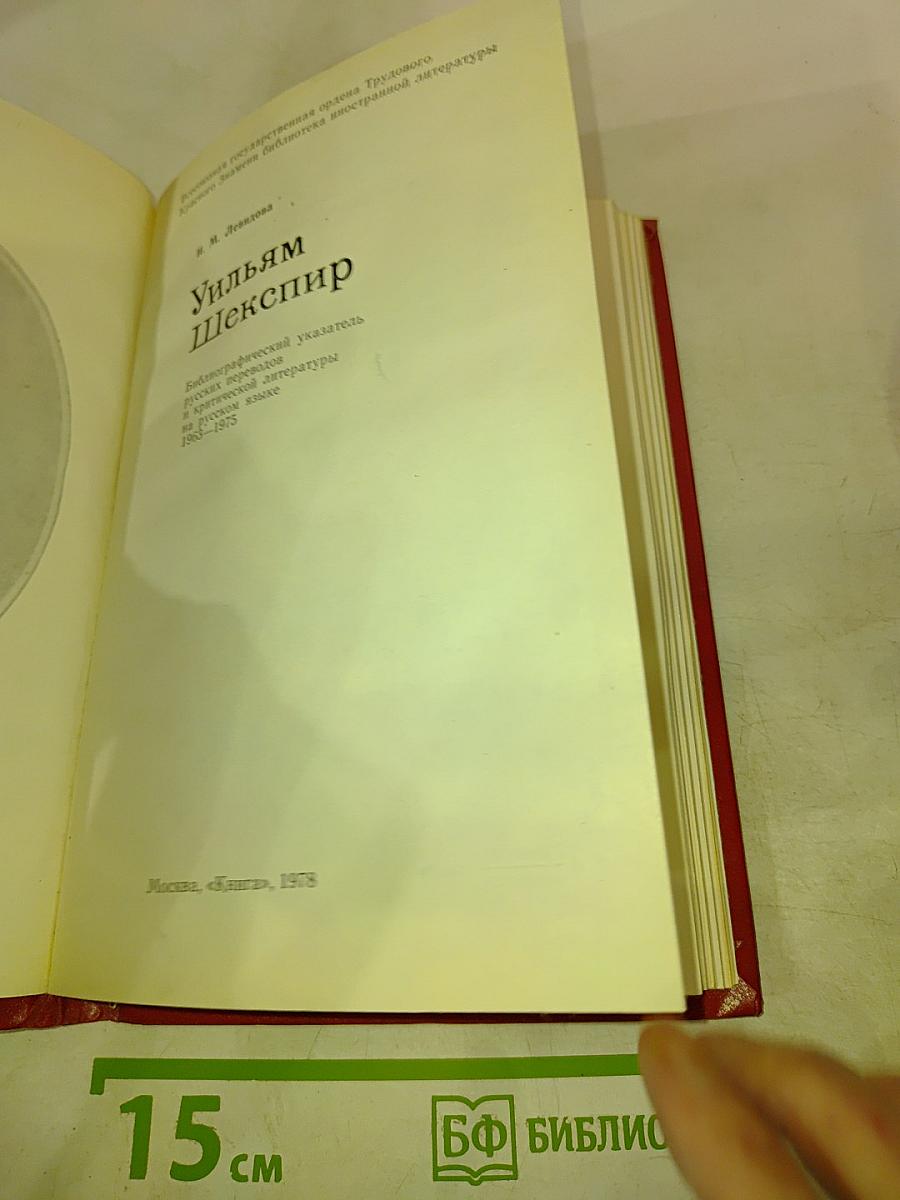 Всесоюзная государственная ордена Трудового
Красного Знамени библиотека иностранной литературы
И. М. Левидова
Уильям
Шекспир
Библиографический указатель
русских переводов
и критической литературы
на русском языке
1963—1975
Москва, «Книга», 1978
15 см
БФ БИБЛИО